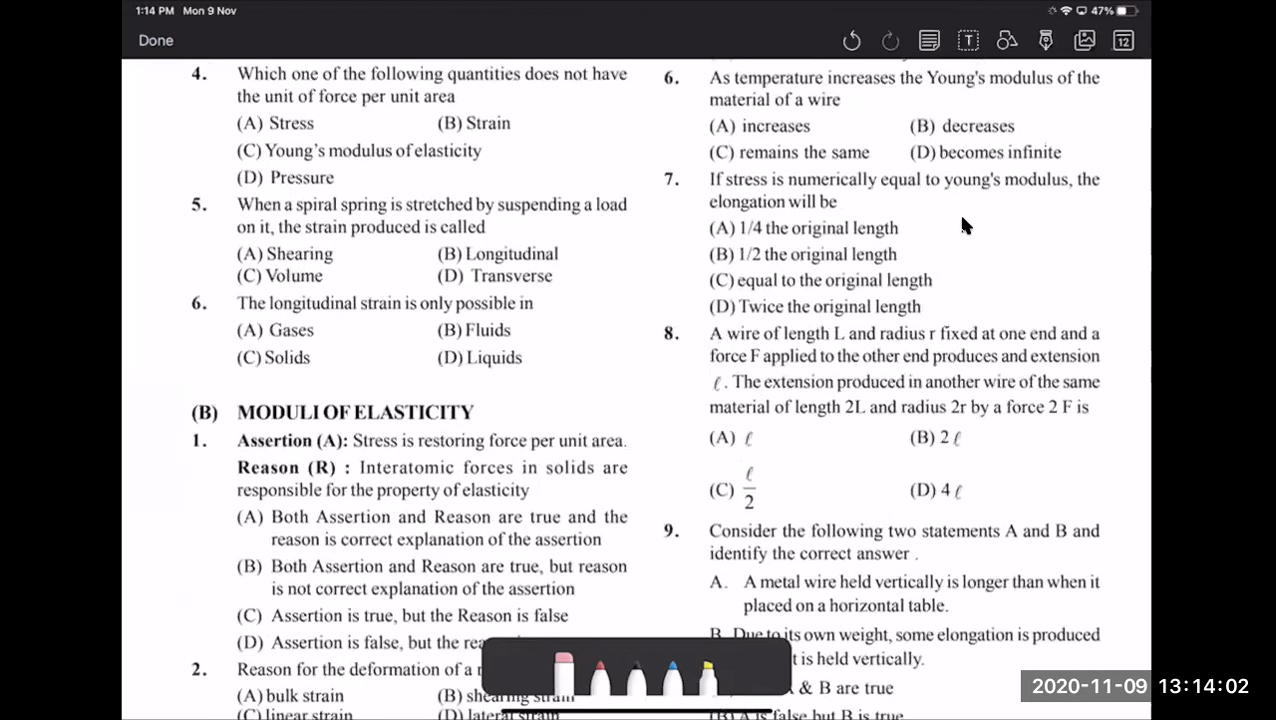 1:14 PM Mon 9 Nov
47%
Done
T
12
4. Which one of the following quantities does not have
the unit of force per unit area
(A) Stress (B) Strain
(C) Young's modulus of elasticity
(D) Pressure
5. When a spiral spring is stretched by suspending a load
on it, the strain produced is called
(A) Shearing (B) Longitudinal
(C) Volume (D) Transverse
6. The longitudinal strain is only possible in
(A) Gases (B) Fluids
(C) Solids (D) Liquids
(B) MODULI OF ELASTICITY
1. Assertion (A): Stress is restoring force per unit area.
Reason (R) : Interatomic forces in solids are
responsible for the property of elasticity
(A) Both Assertion and Reason are true and the
reason is correct explanation of the assertion
(B) Both Assertion and Reason are true, but reason
is not correct explanation of the assertion
(C) Assertion is true, but the Reason is false
(D) Assertion is false, but the
2. Reason for the deformation of a
(A) bulk strain (B) shearing strain
(C) linear strain (D) lateral strain
6. As temperature increases the Young's modulus of the
material of a wire
(A) increases (B) decreases
(C) remains the same (D) becomes infinite
7. If stress is numerically equal to young's modulus, the
elongation will be
(A) 1/4 the original length
(B) 1/2 the original length
(C) equal to the original length
(D) Twice the original length
8. A wire of length L and radius r fixed at one end and a
force F applied to the other end produces and extension
ℓ. The extension produced in another wire of the same
material of length 2L and radius 2r by a force 2 F is
(A) ℓ (B) 2 ℓ
(C) ℓ/2 (D) 4 ℓ
9. Consider the following two statements A and B and
identify the correct answer .
A. A metal wire held vertically is longer than when it
placed on a horizontal table.
B. Due to its own weight, some elongation is produced
t is held vertically.
& B are true
(B) A is false but B is true
2020-11-09 13:14:02